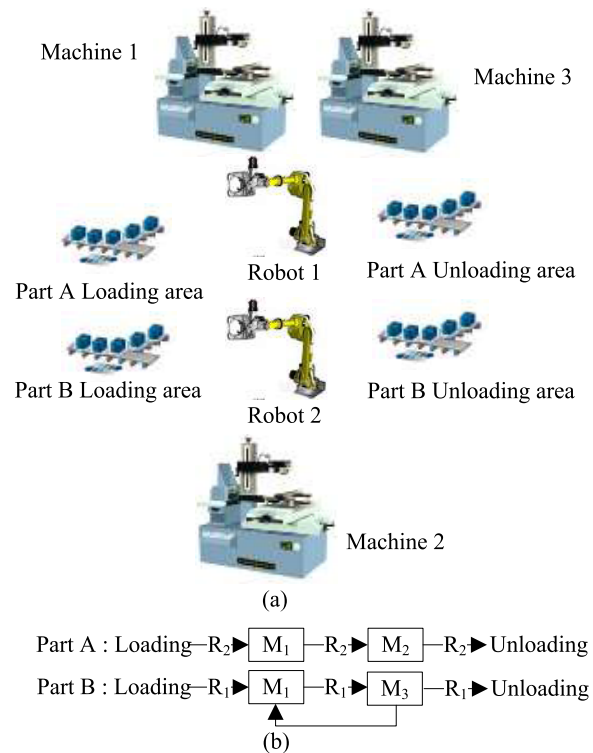 Machine 1
Machine 3
Robot 1
Part A Loading area
Part A Unloading area
Part B Loading area
Robot 2
Part B Unloading area
Machine 2
(a)
Part A : Loading R₂ M₁ R₂ M₂ R₂ Unloading
Part B : Loading R₁ M₁ R₁ M₃ R₁ Unloading
(b)